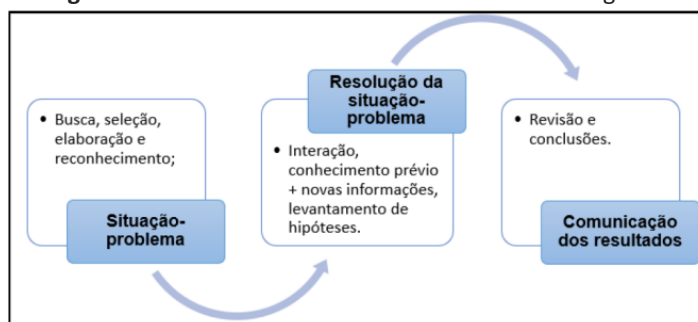 • Busca, seleção,
elaboração e
reconhecimento;
Situação-
problema
Resolução da
situação-
problema
• Interação,
conhecimento prévio
+ novas informações,
levantamento de
hipóteses.
• Revisão e
conclusões.
Comunicação
dos resultados